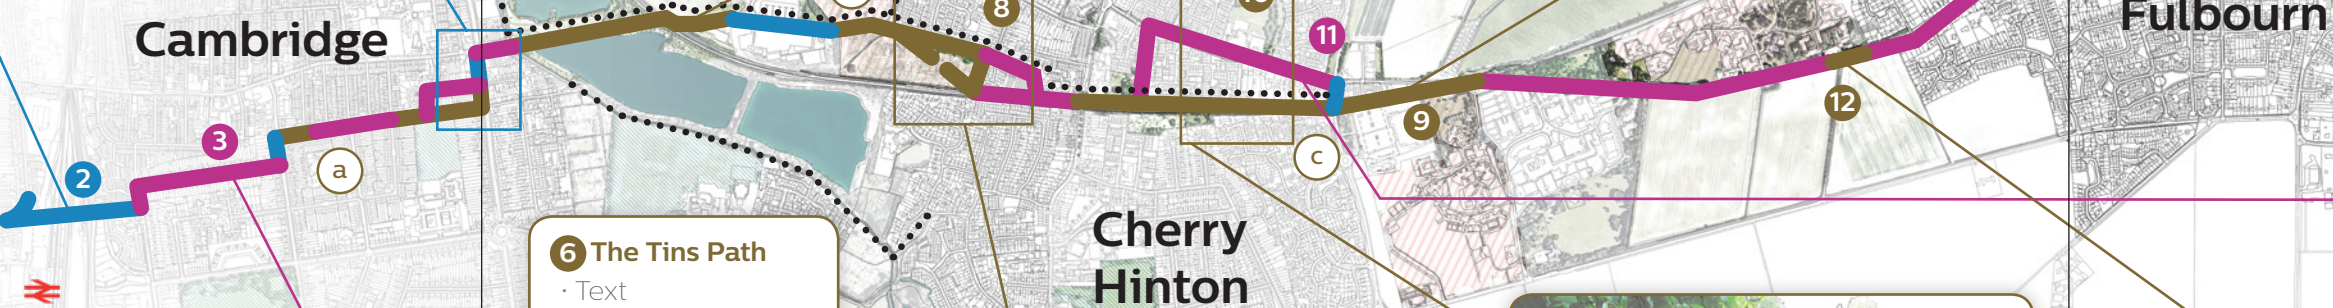 Cambridge
8
Fulbourn
11
12
9
3
a
c
2
Cherry
Hinton
6 The Tins Path
· Text